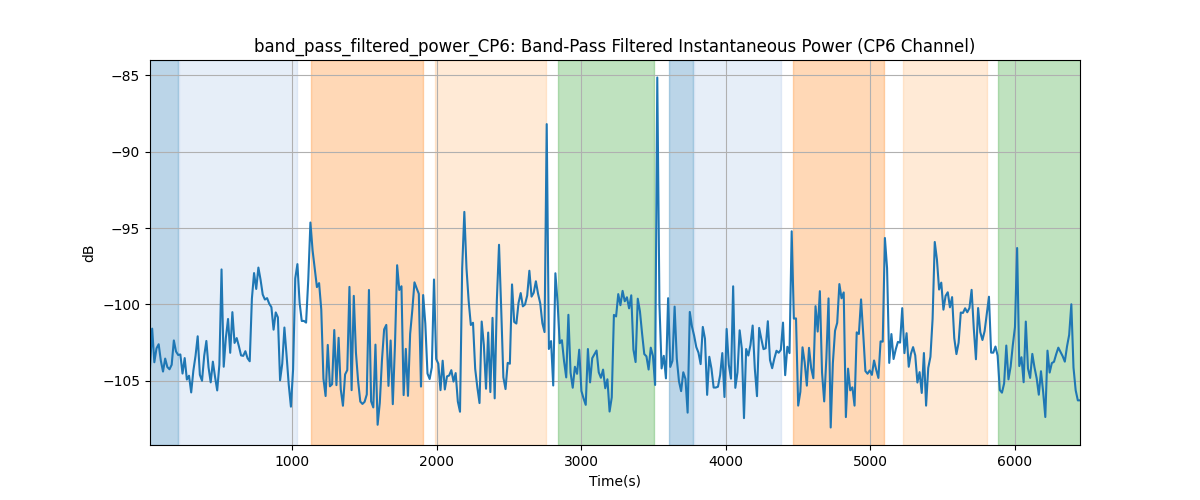 band_pass_filtered_power_CP6: Band-Pass Filtered Instantaneous Power (CP6 Channel)
dB
−85
−90
−95
−100
−105
1000 2000 3000 4000 5000 6000
Time(s)